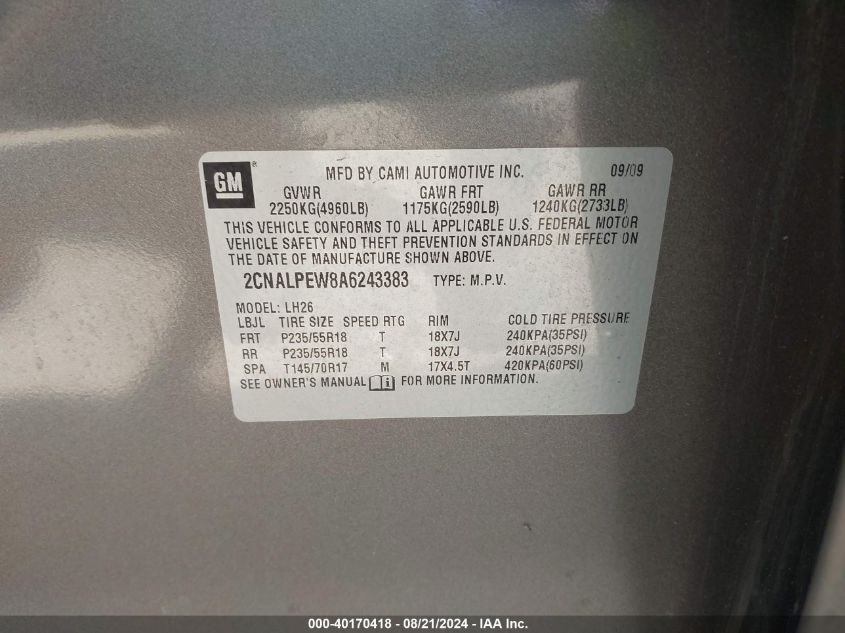 GM® MFD BY CAMI AUTOMOTIVE INC. 09/09
GVWR GAWR FRT GAWR RR
2250KG(4960LB) 1175KG(2590LB) 1240KG(2733LB)
THIS VEHICLE CONFORMS TO ALL APPLICABLE U.S. FEDERAL MOTOR
VEHICLE SAFETY AND THEFT PREVENTION STANDARDS IN EFFECT ON
THE DATE OF MANUFACTURE SHOWN ABOVE.
2CNALPEW8A6243383 TYPE: M.P.V.
MODEL: LH26
LBJL TIRE SIZE SPEED RTG RIM COLD TIRE PRESSURE
FRT P235/55R18 T 18X7J 240KPA(35PSI)
RR P235/55R18 T 18X7J 240KPA(35PSI)
SPA T145/70R17 M 17X4.5T 420KPA(60PSI)
SEE OWNER'S MANUAL i FOR MORE INFORMATION.
000-40170418 - 08/21/2024 - IAA Inc.